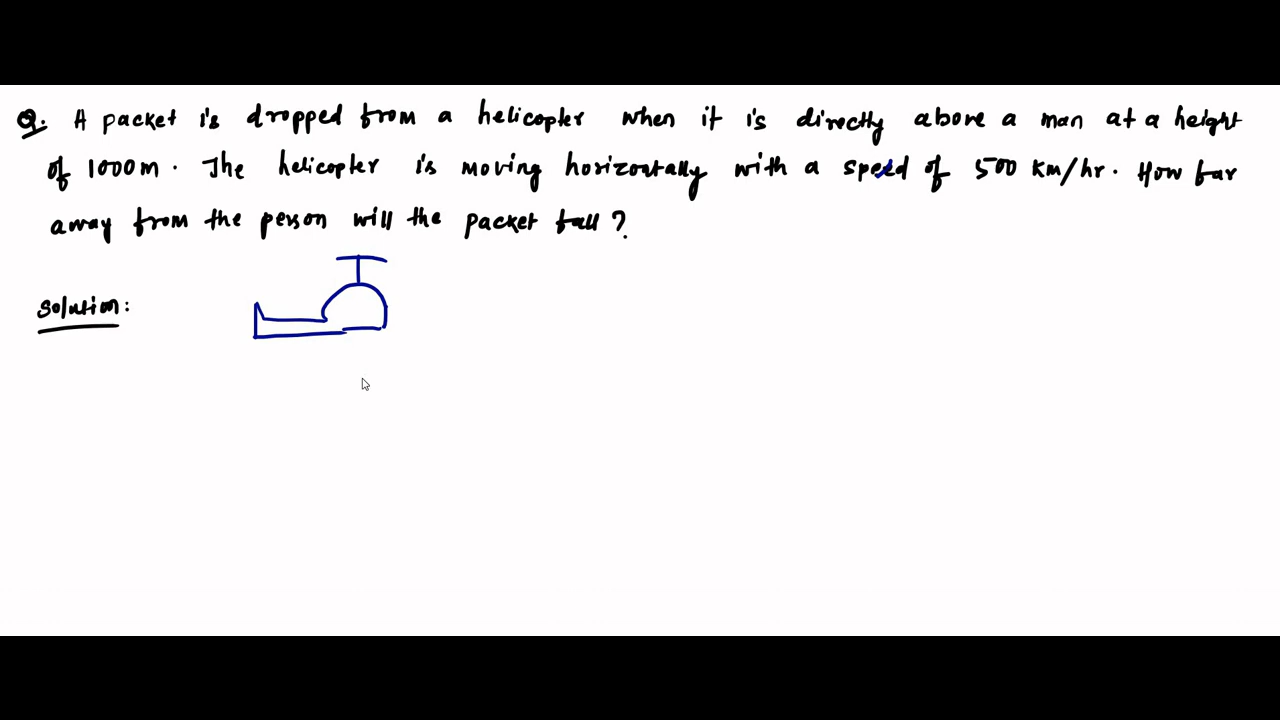 Q. A packet is dropped from a helicopter when it is directly above a man at a height
of 1000m. The helicopter is moving horizontally with a speed of 500 km/hr. How far
away from the person will the packet fall?
Solution: